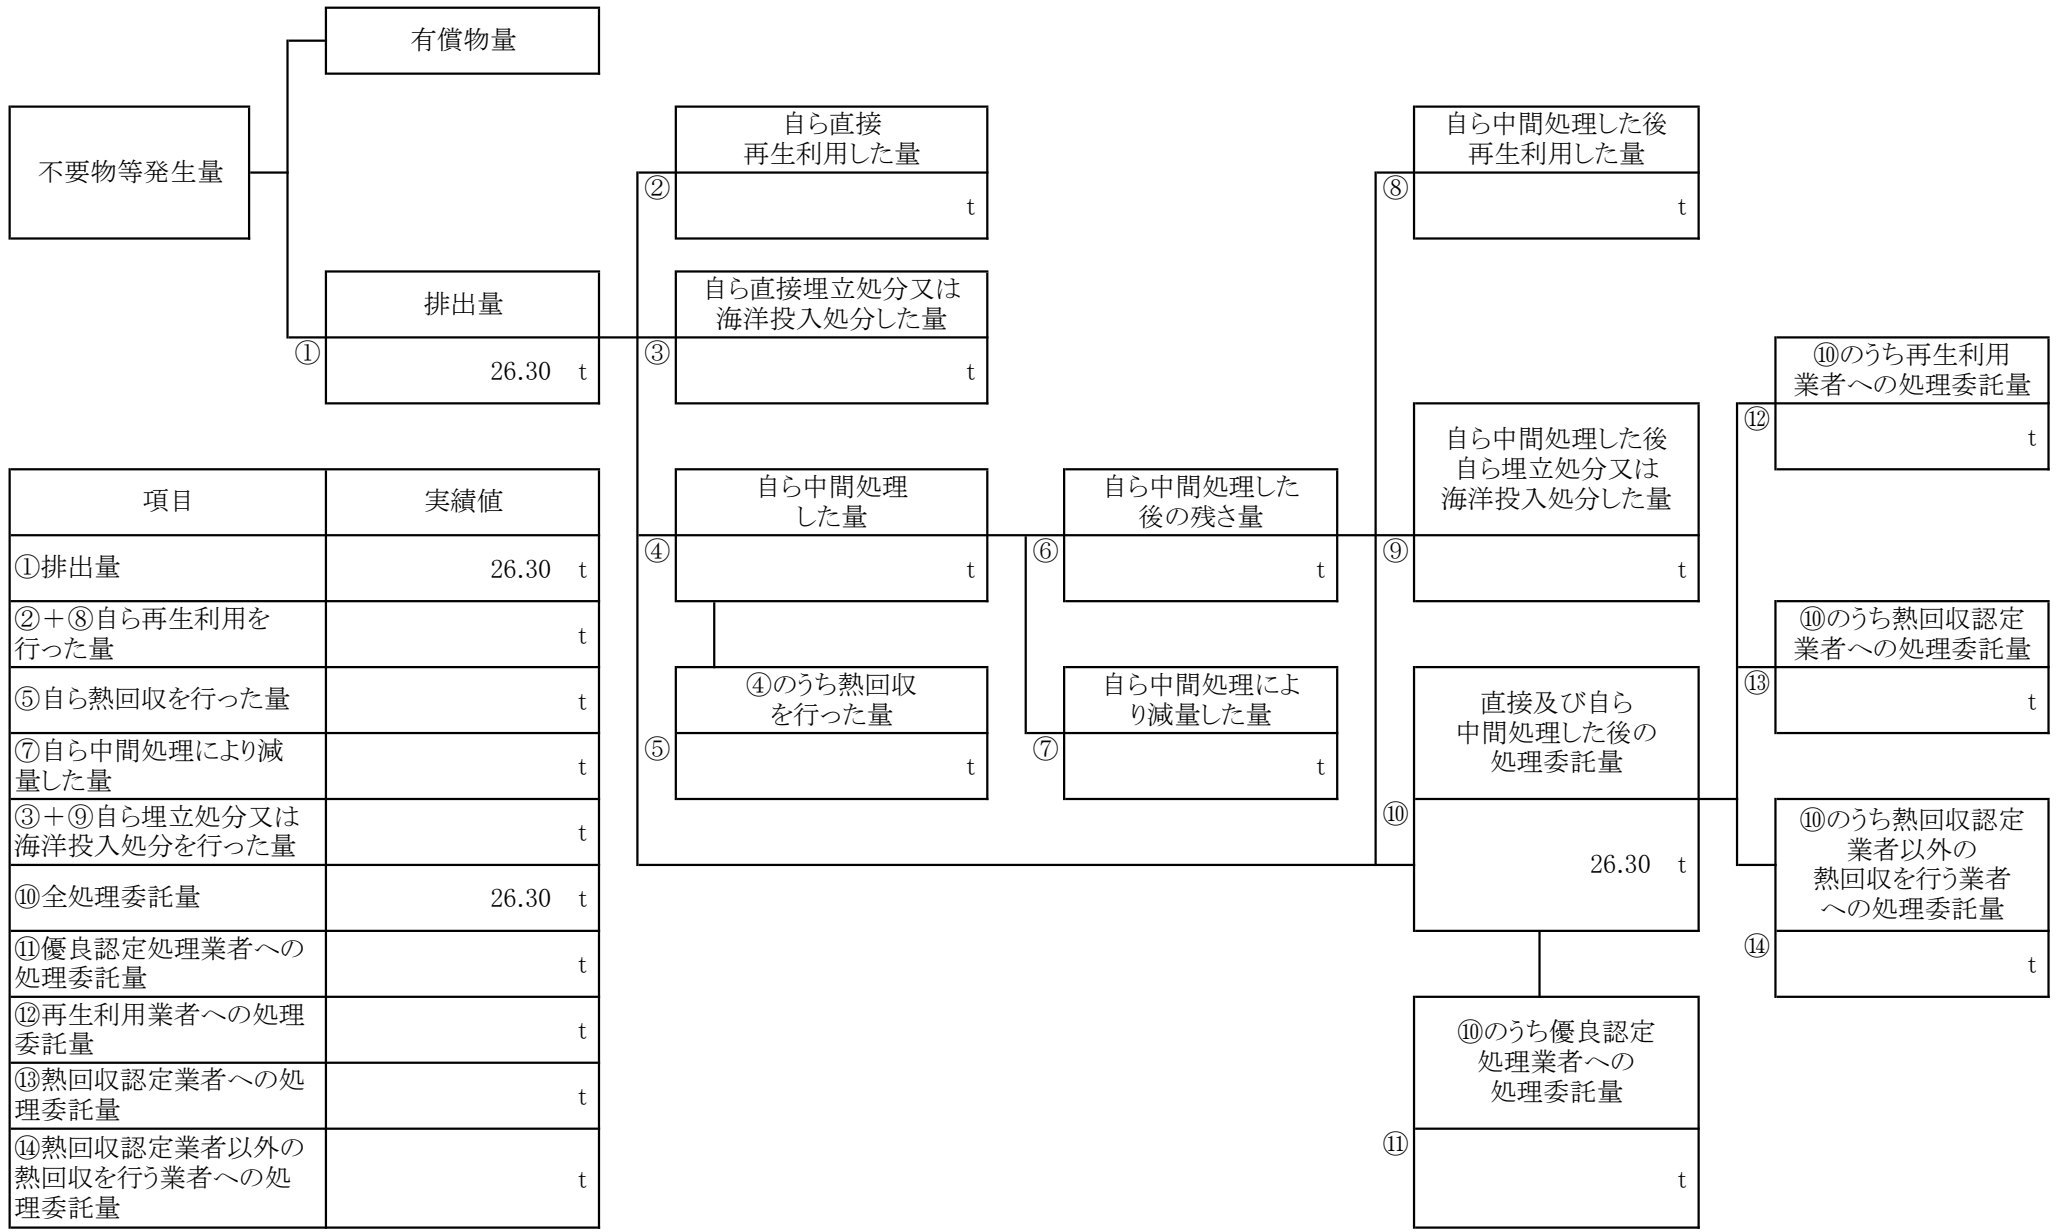 有償物量
不要物等発生量
排出量
①
26.30 t
自ら直接
再生利用した量
②
t
自ら直接埋立処分又は
海洋投入処分した量
③
t
自ら中間処理
した量
④
t
④のうち熱回収
を行った量
⑤
t
自ら中間処理した
後の残さ量
⑥
t
自ら中間処理によ
り減量した量
⑦
t
自ら中間処理した後
再生利用した量
⑧
t
自ら中間処理した後
自ら埋立処分又は
海洋投入処分した量
⑨
t
直接及び自ら
中間処理した後の
処理委託量
⑩
26.30 t
⑩のうち優良認定
処理業者への
処理委託量
⑪
t
⑩のうち再生利用
業者への処理委託量
⑫
t
⑩のうち熱回収認定
業者への処理委託量
⑬
t
⑩のうち熱回収認定
業者以外の
熱回収を行う業者
への処理委託量
⑭
t
項目 実績値
①排出量 26.30 t
②+⑧自ら再生利用を
行った量 t
⑤自ら熱回収を行った量 t
⑦自ら中間処理により減
量した量 t
③+⑨自ら埋立処分又は
海洋投入処分を行った量 t
⑩全処理委託量 26.30 t
⑪優良認定処理業者への
処理委託量 t
⑫再生利用業者への処理
委託量 t
⑬熱回収認定業者への処
理委託量 t
⑭熱回収認定業者以外の
熱回収を行う業者への処 t
理委託量